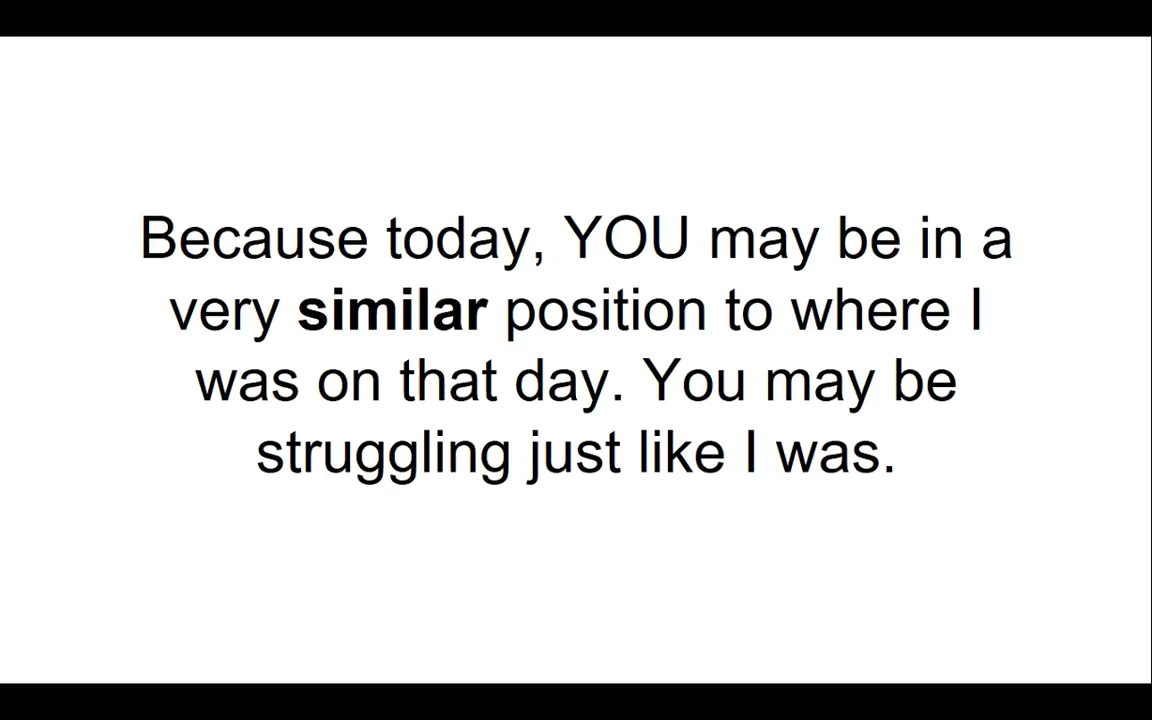 Because today, YOU may be in a
very similar position to where I
was on that day. You may be
struggling just like I was.